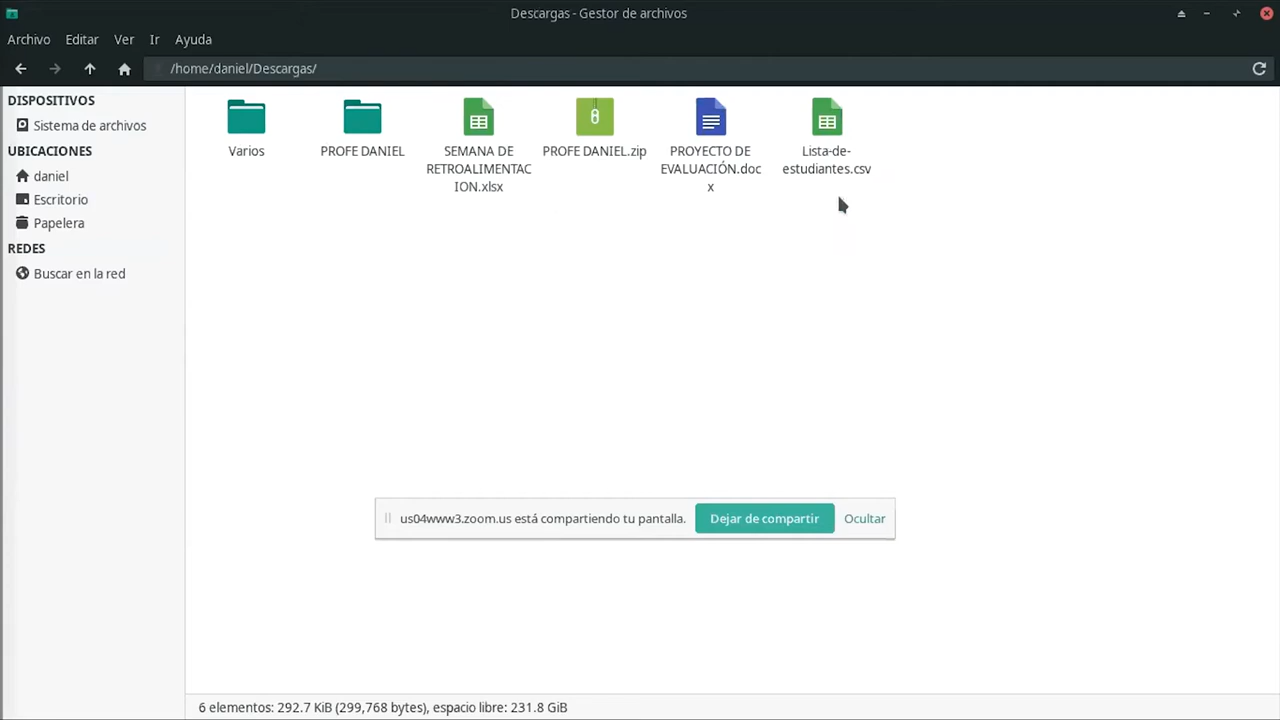 Descargas - Gestor de archivos
Archivo Editar Ver Ir Ayuda
/home/daniel/Descargas/
DISPOSITIVOS
Sistema de archivos
UBICACIONES
daniel
Escritorio
Papelera
REDES
Buscar en la red
Varios
PROFE DANIEL
SEMANA DE
RETROALIMENTAC
ION.xlsx
PROFE DANIEL.zip
PROYECTO DE
EVALUACIÓN.doc
x
Lista-de-
estudiantes.csv
us04www3.zoom.us está compartiendo tu pantalla. Dejar de compartir Ocultar
6 elementos: 292.7 KiB (299,768 bytes), espacio libre: 231.8 GiB